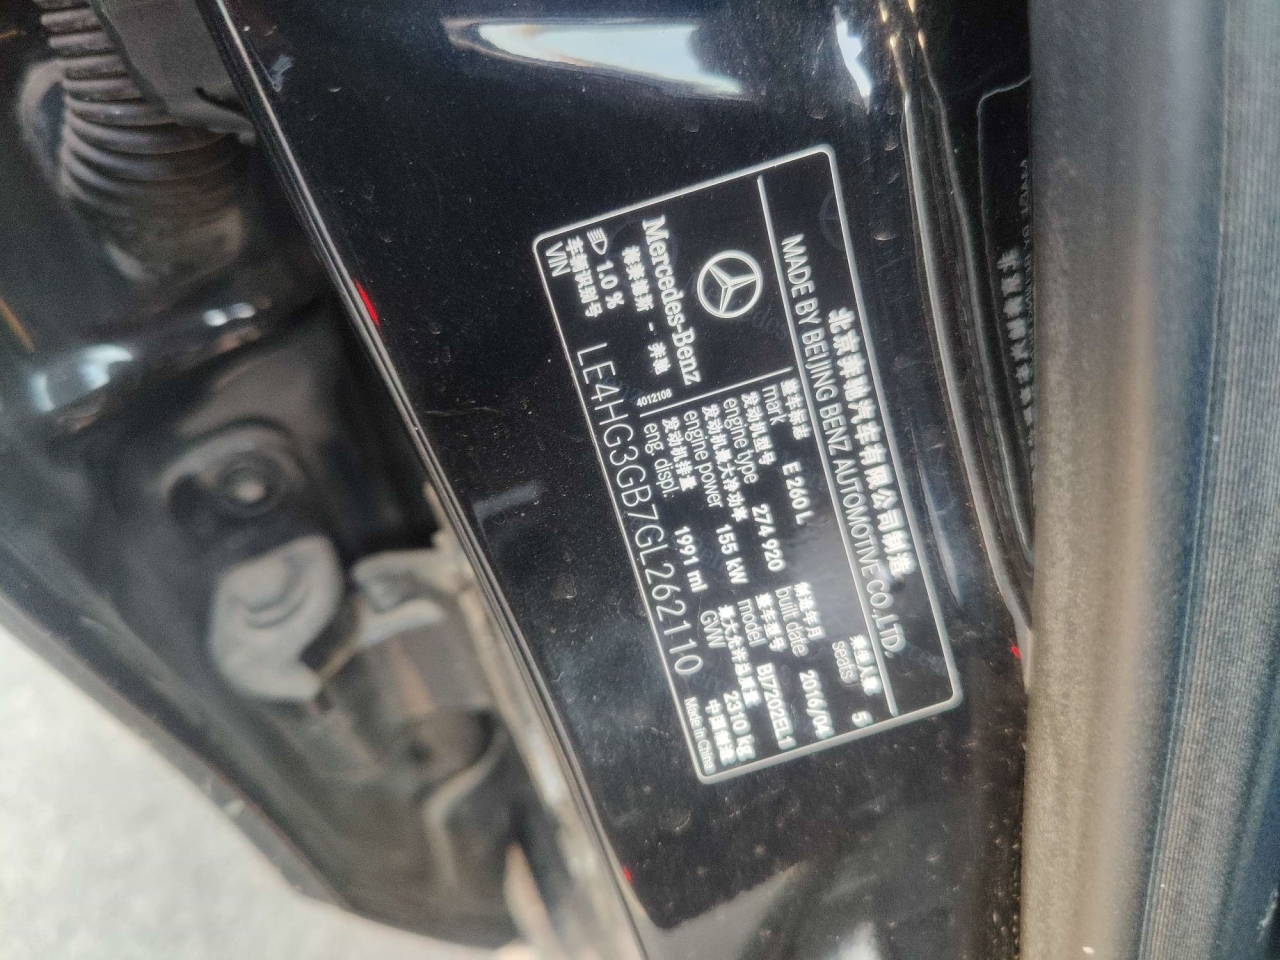 北京奔驰汽车有限公司制造
MADE BY BEIJING BENZ AUTOMOTIVE CO.,LTD.
乘坐人数
seats 5
整车标志
mark E 260 L
制造年月
built date 2016/04
发动机型号
engine type 274 920
整车型号
model BJ7202EL1
发动机最大净功率
engine power 155 kW
最大允许总质量
GVW 2310 kg
发动机排量
eng. displ. 1991 ml
中国制造
Made in China
Mercedes-Benz
梅赛德斯 - 奔驰
4012108
1.0 %
车辆识别号
VIN LE4HG3GB7GL262110